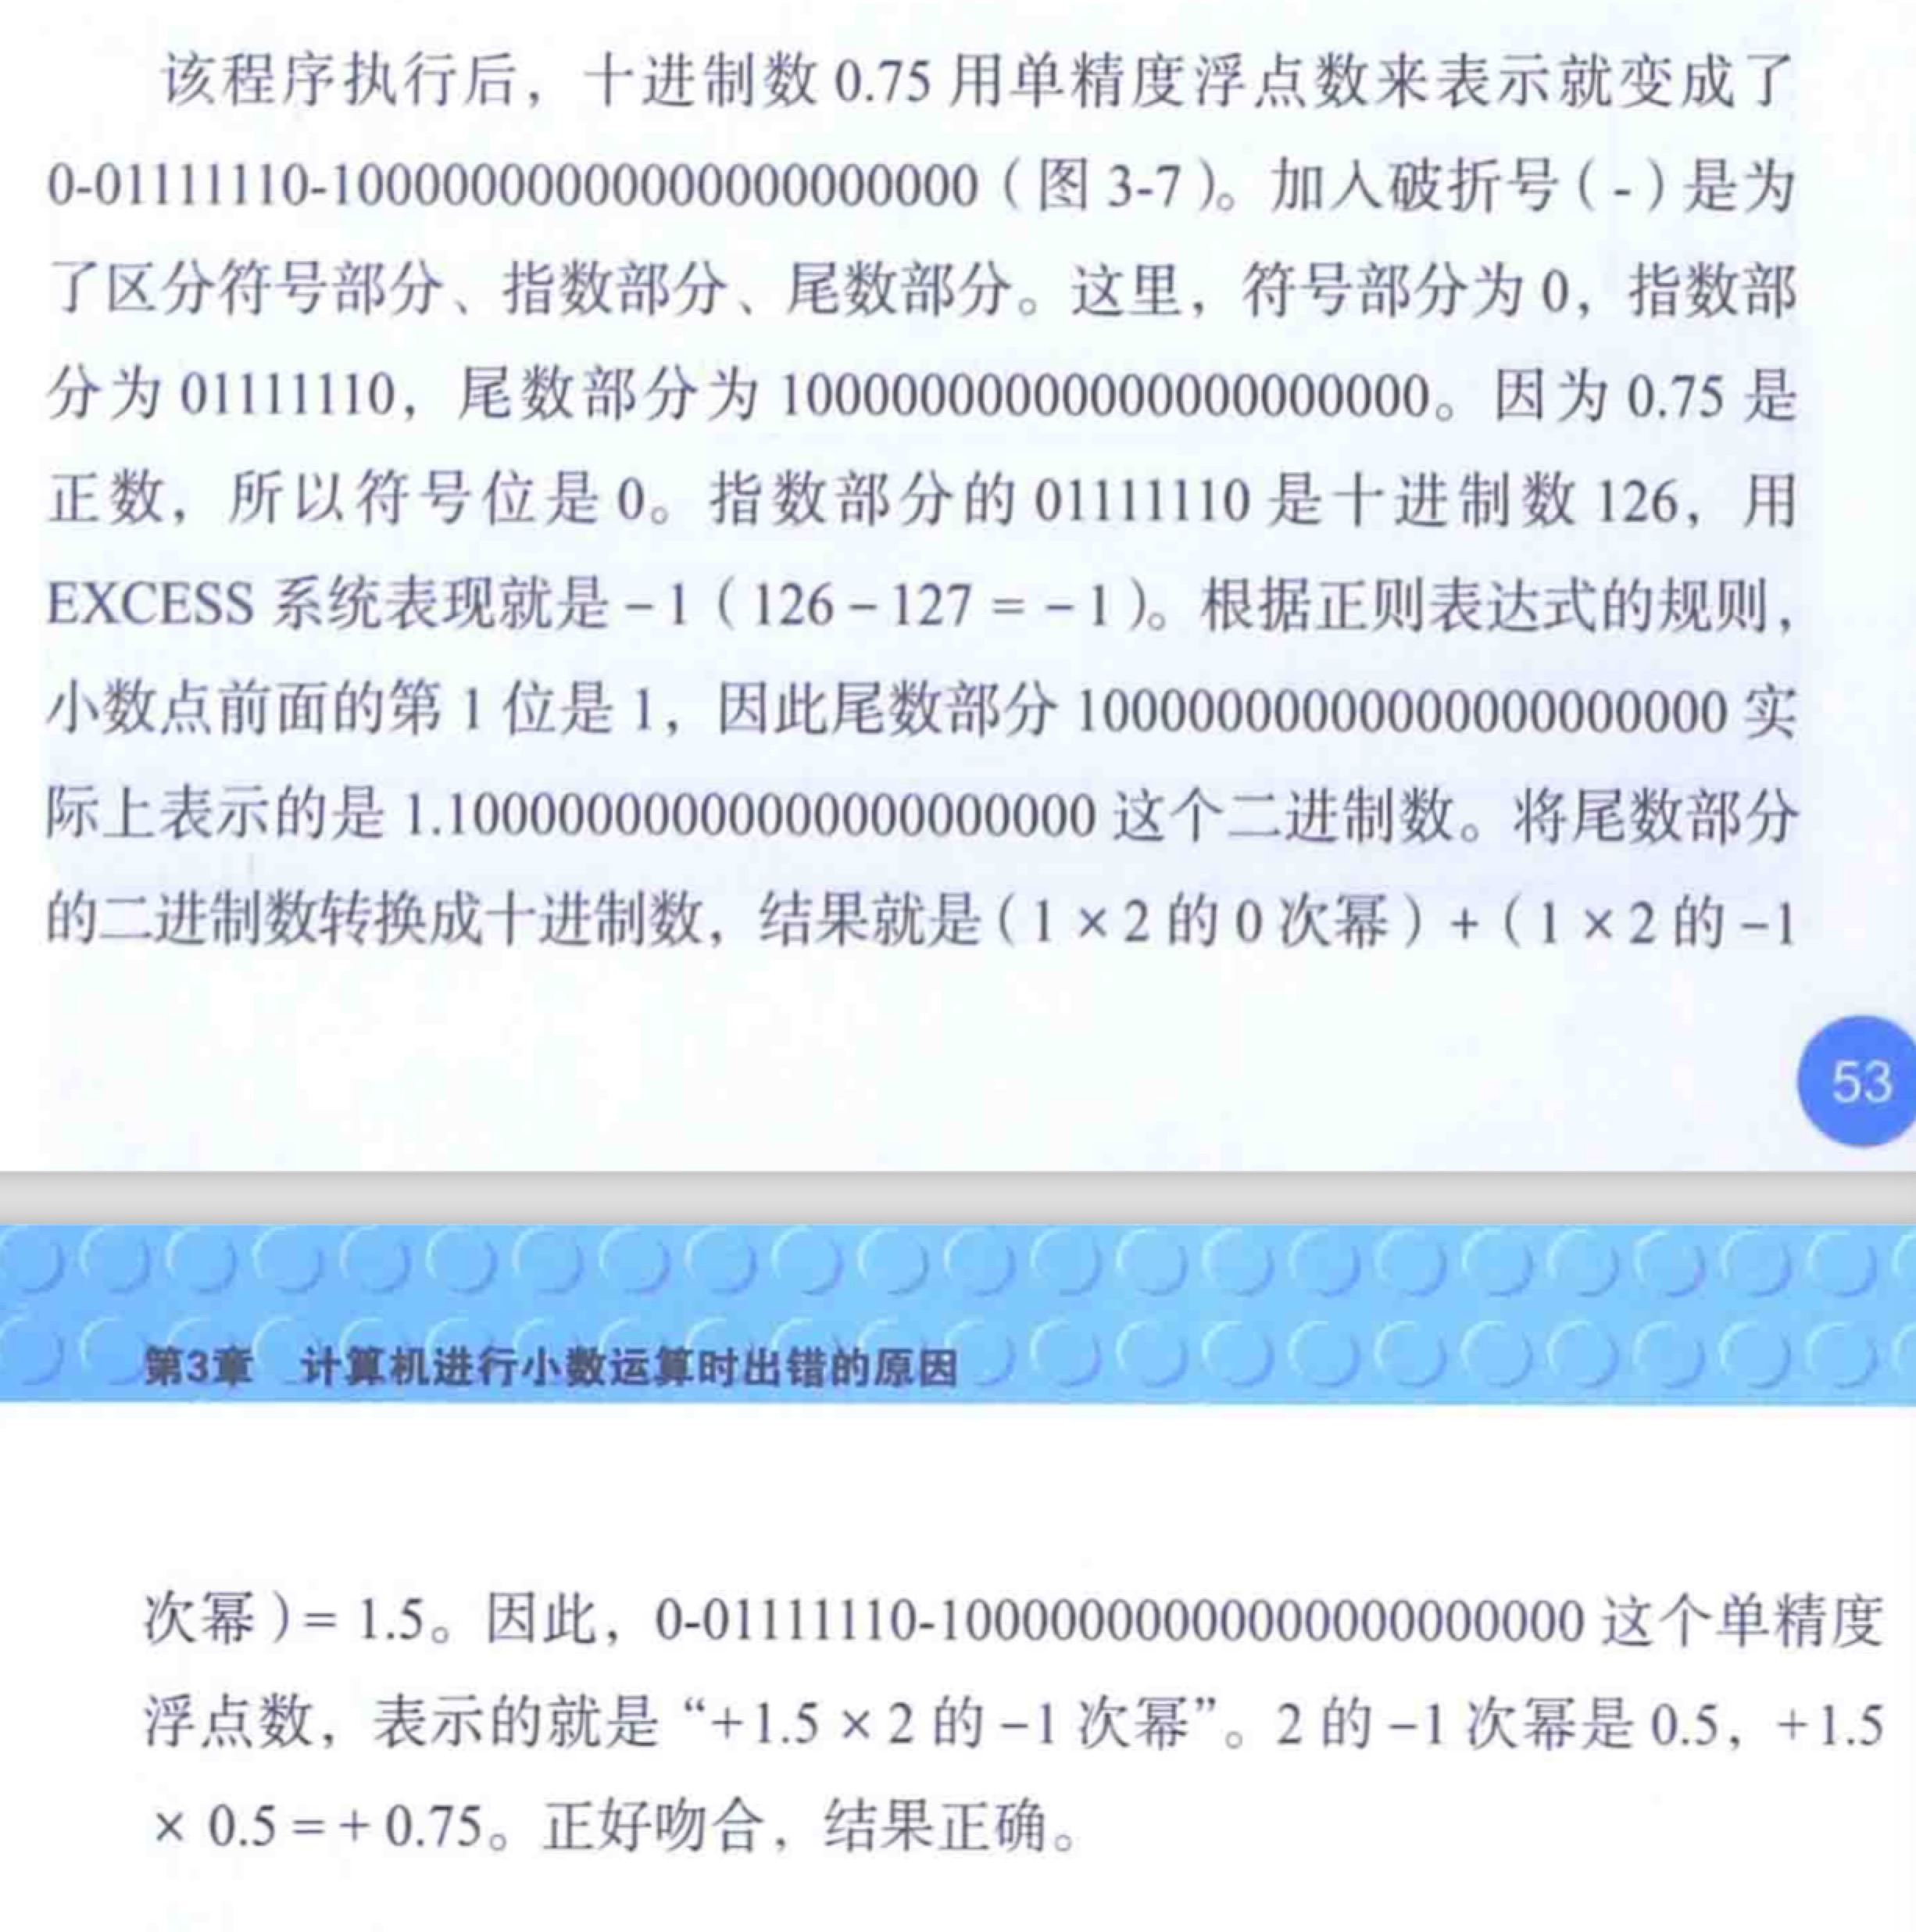 该程序执行后，十进制数 0.75 用单精度浮点数来表示就变成了
0-01111110-10000000000000000000000（图 3-7）。加入破折号（-）是为
了区分符号部分、指数部分、尾数部分。这里，符号部分为 0，指数部
分为 01111110，尾数部分为 10000000000000000000000。因为 0.75 是
正数，所以符号位是 0。指数部分的 01111110 是十进制数 126，用
EXCESS 系统表现就是 –1（126 – 127 = –1）。根据正则表达式的规则，
小数点前面的第 1 位是 1，因此尾数部分 10000000000000000000000 实
际上表示的是 1.10000000000000000000000 这个二进制数。将尾数部分
的二进制数转换成十进制数，结果就是（1 × 2 的 0 次幂）+（1 × 2 的 –1
53
第3章 计算机进行小数运算时出错的原因
次幂）= 1.5。因此，0-01111110-10000000000000000000000 这个单精度
浮点数，表示的就是“+1.5 × 2 的 –1 次幂”。2 的 –1 次幂是 0.5，+1.5
× 0.5 = + 0.75。正好吻合，结果正确。